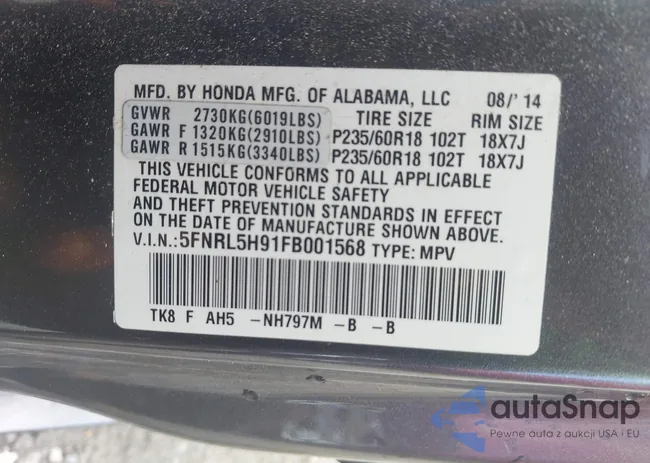 MFD. BY HONDA MFG. OF ALABAMA, LLC 08/'14
GVWR 2730KG(6019LBS) TIRE SIZE RIM SIZE
GAWR F 1320KG(2910LBS) P235/60R18 102T 18X7J
GAWR R 1515KG(3340LBS) P235/60R18 102T 18X7J
THIS VEHICLE CONFORMS TO ALL APPLICABLE
FEDERAL MOTOR VEHICLE SAFETY
AND THEFT PREVENTION STANDARDS IN EFFECT
ON THE DATE OF MANUFACTURE SHOWN ABOVE.
V.I.N.:5FNRL5H91FB001568 TYPE: MPV
TK8 F AH5 -NH797M -B -B
autaSnap
Pewne auta z aukcji USA i EU